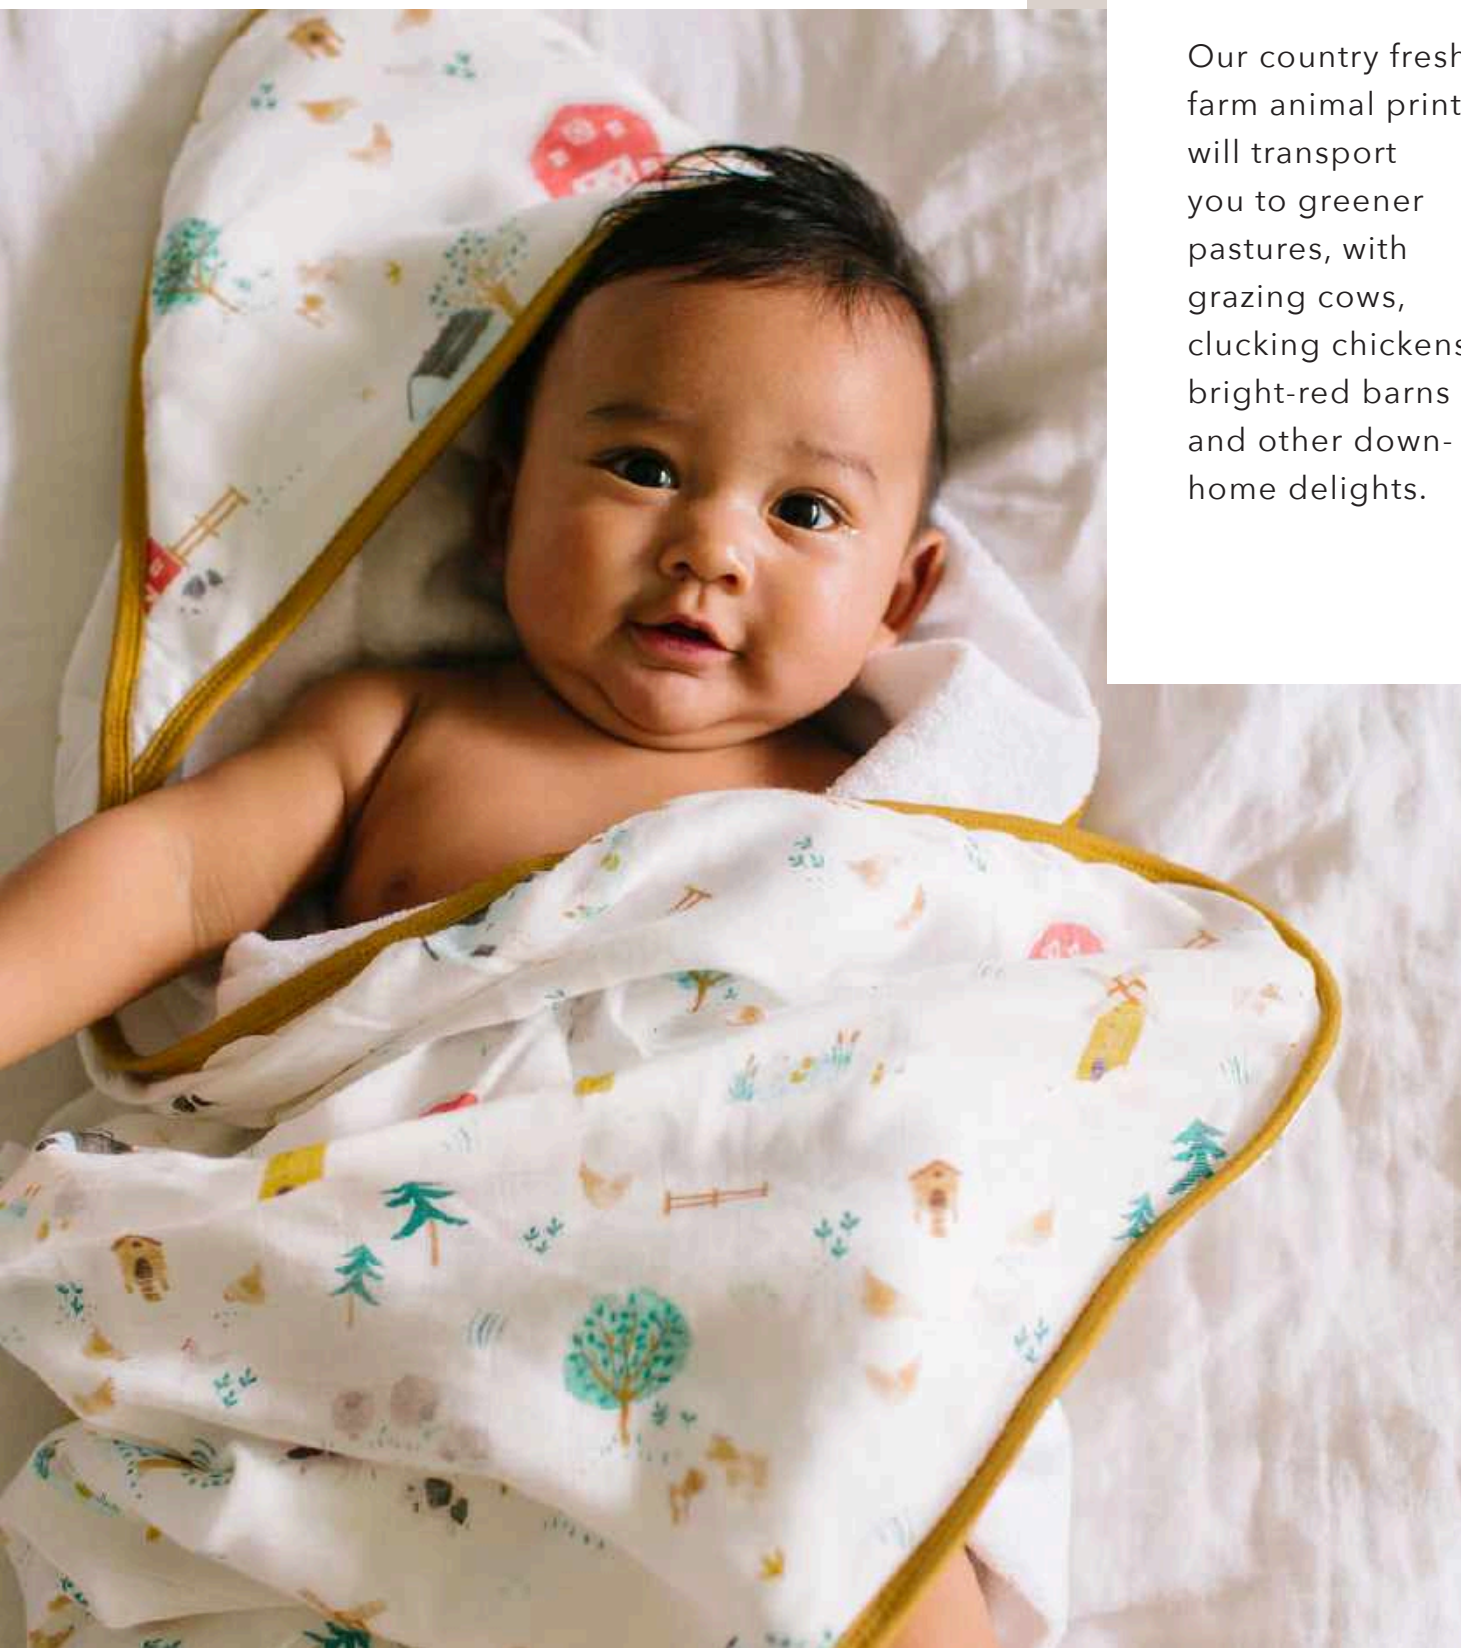 Our country fresh
farm animal print
will transport
you to greener
pastures, with
grazing cows,
clucking chickens
bright-red barns
and other down-
home delights.